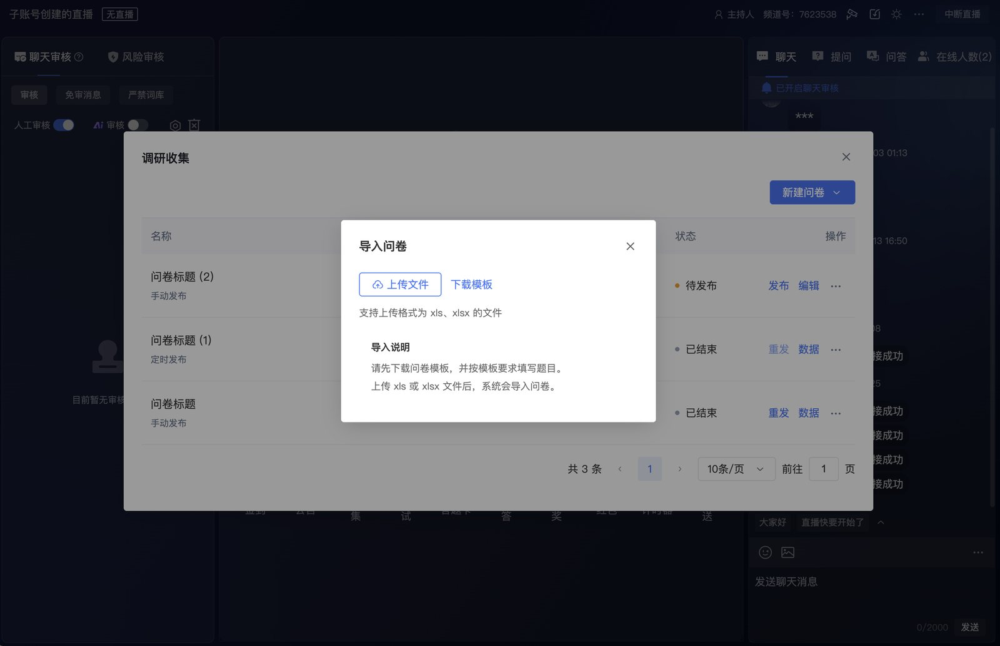 子账号创建的直播 无直播
主持人 频道号：7623538 中断直播
聊天审核 风险审核
审核 免审消息 严禁词库
人工审核 Ai 审核
目前暂无审核
聊天 提问 问答 在线人数(2)
已开启聊天审核
***
03 01:13
13 16:50
08
接成功
25
接成功
接成功
接成功
接成功
调研收集
新建问卷
名称 状态 操作
问卷标题 (2)
手动发布
待发布 发布 编辑 ...
问卷标题 (1)
定时发布
已结束 重发 数据 ...
问卷标题
手动发布
已结束 重发 数据 ...
共 3 条 1 10条/页 前往 1 页
导入问卷
上传文件 下载模板
支持上传格式为 xls、xlsx 的文件
导入说明
请先下载问卷模板，并按模板要求填写题目。
上传 xls 或 xlsx 文件后，系统会导入问卷。
签到 公告 集 试 答题卡 答 奖 红包 计时器 送
大家好 直播快要开始了
发送聊天消息
0/2000 发送